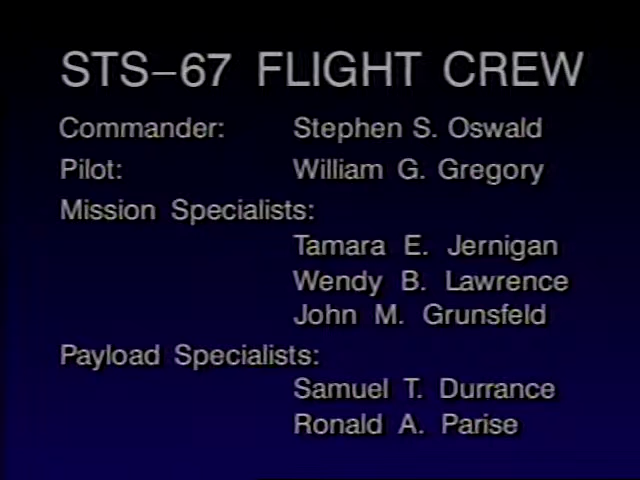 STS–67 FLIGHT CREW
Commander: Stephen S. Oswald
Pilot: William G. Gregory
Mission Specialists:
Tamara E. Jernigan
Wendy B. Lawrence
John M. Grunsfeld
Payload Specialists:
Samuel T. Durrance
Ronald A. Parise